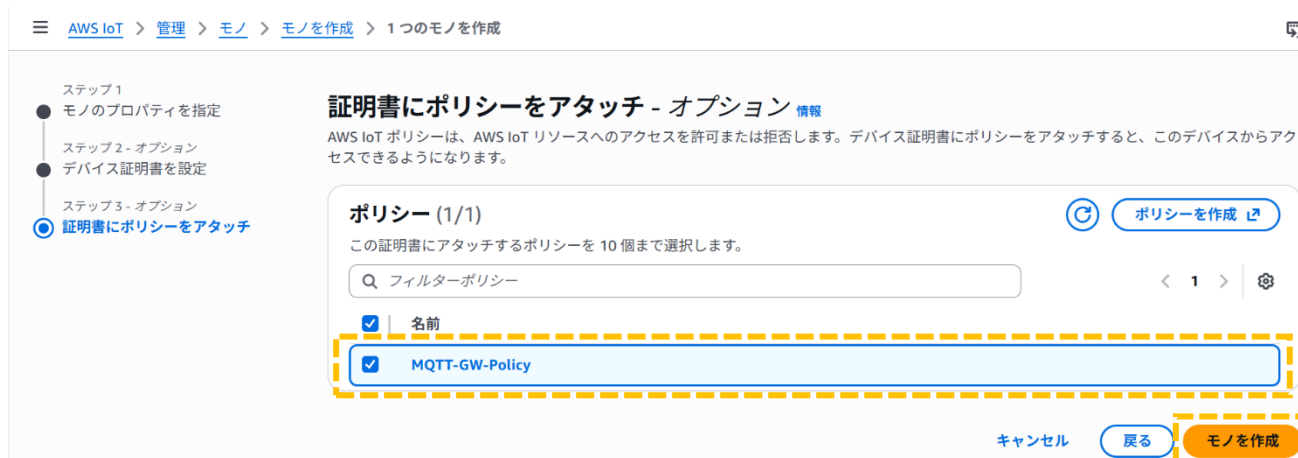 AWS IoT > 管理 > モノ > モノを作成 > 1 つのモノを作成
ステップ 1
モノのプロパティを指定
ステップ 2 - オプション
デバイス証明書を設定
ステップ 3 - オプション
証明書にポリシーをアタッチ
証明書にポリシーをアタッチ - オプション 情報
AWS IoT ポリシーは、AWS IoT リソースへのアクセスを許可または拒否します。デバイス証明書にポリシーをアタッチすると、このデバイスからアク
セスできるようになります。
ポリシー (1/1)
ポリシーを作成
この証明書にアタッチするポリシーを 10 個まで選択します。
フィルターポリシー
< 1 >
名前
MQTT-GW-Policy
キャンセル 戻る モノを作成